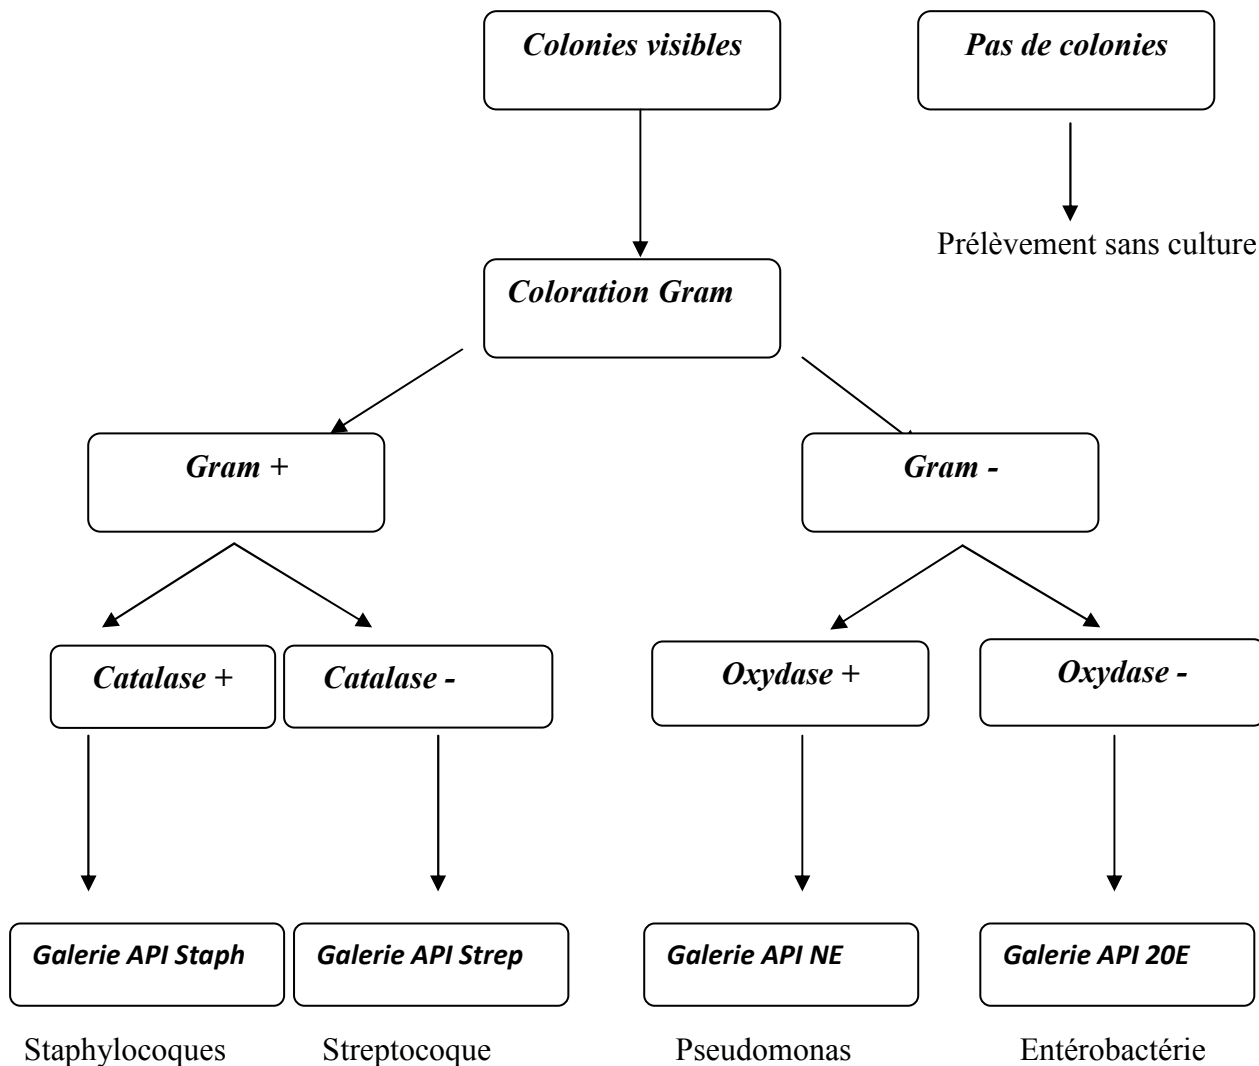 Colonies visibles
Pas de colonies
Prélèvement sans culture
Coloration Gram
Gram +
Gram -
Catalase +
Catalase -
Oxydase +
Oxydase -
Galerie API Staph
Galerie API Strep
Galerie API NE
Galerie API 20E
Staphylocoques
Streptocoque
Pseudomonas
Entérobactérie